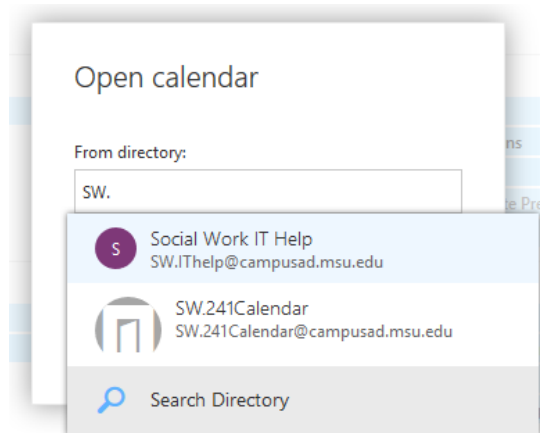 Open calendar
From directory:
SW.
S
Social Work IT Help
SW.IThelp@campusad.msu.edu
SW.241Calendar
SW.241Calendar@campusad.msu.edu
Search Directory